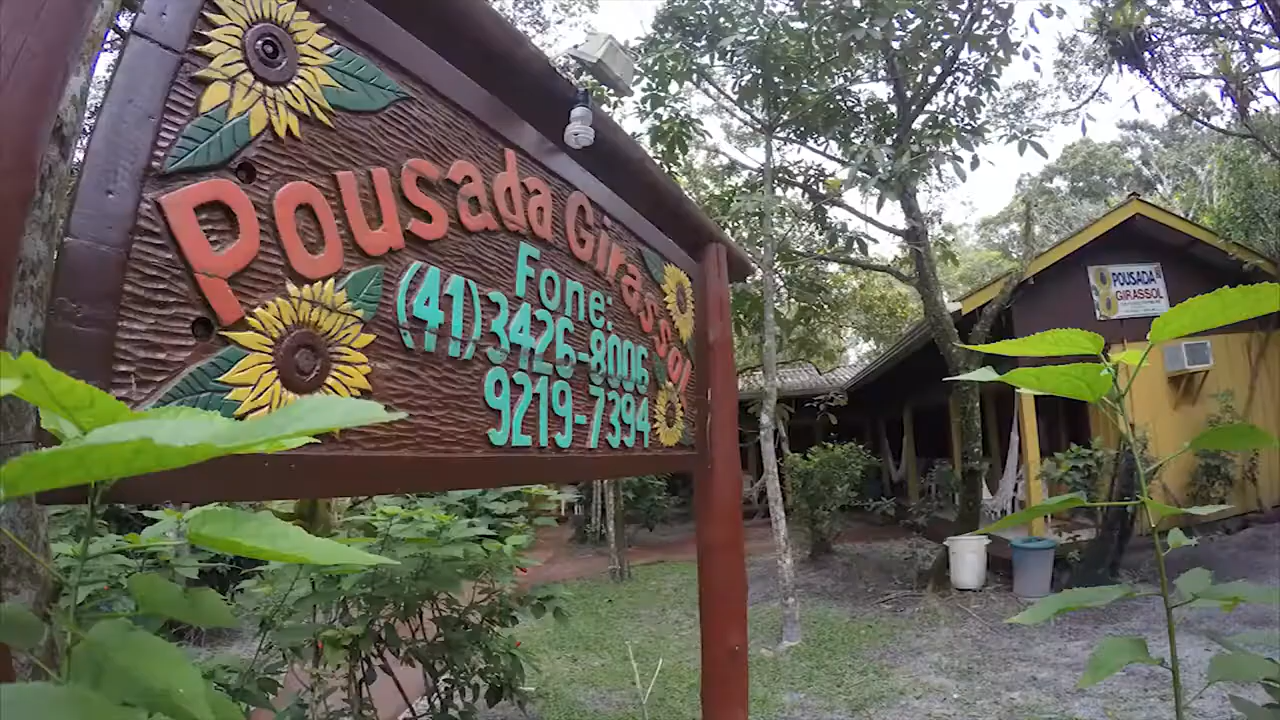 Pousada Girassol
Fone:
(41)3426-8006
9219-7394
POUSADA
GIRASSOL